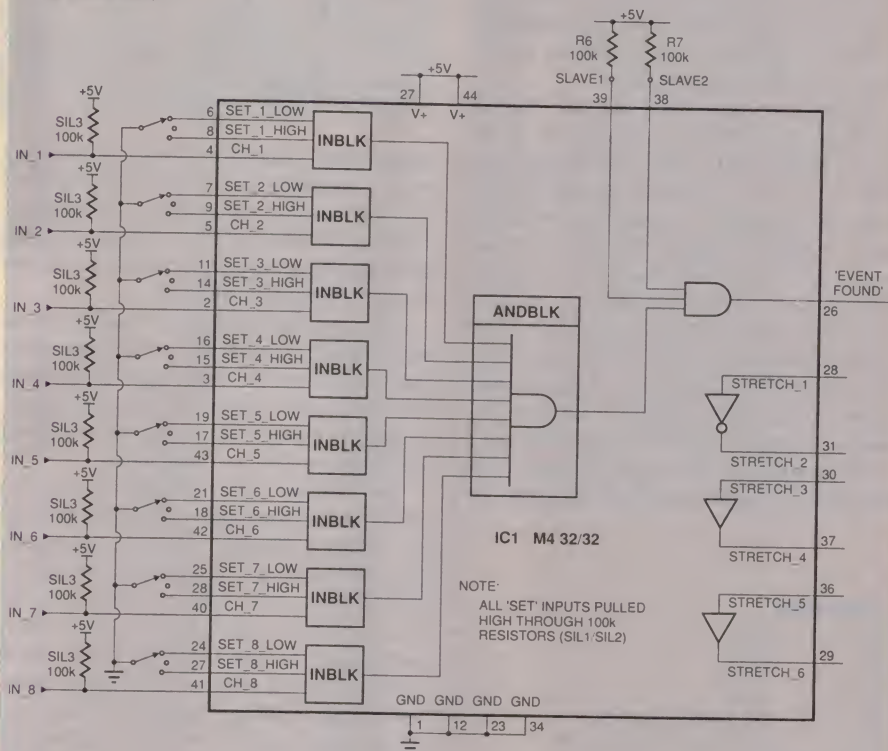 +5V
R6
100k
R7
100k
SLAVE1
SLAVE2
39
38
+5V
27
44
V+
V+
+5V
SIL3
100k
IN_1
6
SET_1_LOW
8
SET_1_HIGH
4
CH_1
INBLK
+5V
SIL3
100k
IN_2
7
SET_2_LOW
9
SET_2_HIGH
5
CH_2
INBLK
+5V
SIL3
100k
IN_3
11
SET_3_LOW
14
SET_3_HIGH
2
CH_3
INBLK
+5V
SIL3
100k
IN_4
16
SET_4_LOW
15
SET_4_HIGH
3
CH_4
INBLK
+5V
SIL3
100k
IN_5
19
SET_5_LOW
17
SET_5_HIGH
43
CH_5
INBLK
+5V
SIL3
100k
IN_6
21
SET_6_LOW
18
SET_6_HIGH
42
CH_6
INBLK
+5V
SIL3
100k
IN_7
25
SET_7_LOW
28
SET_7_HIGH
40
CH_7
INBLK
+5V
SIL3
100k
IN_8
24
SET_8_LOW
27
SET_8_HIGH
41
CH_8
INBLK
ANDBLK
'EVENT
FOUND'
26
28
STRETCH_1
31
STRETCH_2
30
STRETCH_3
37
STRETCH_4
36
STRETCH_5
29
STRETCH_6
IC1 M4 32/32
NOTE:
ALL 'SET' INPUTS PULLED
HIGH THROUGH 100k
RESISTORS (SIL1/SIL2)
GND GND GND GND
1 12 23 34